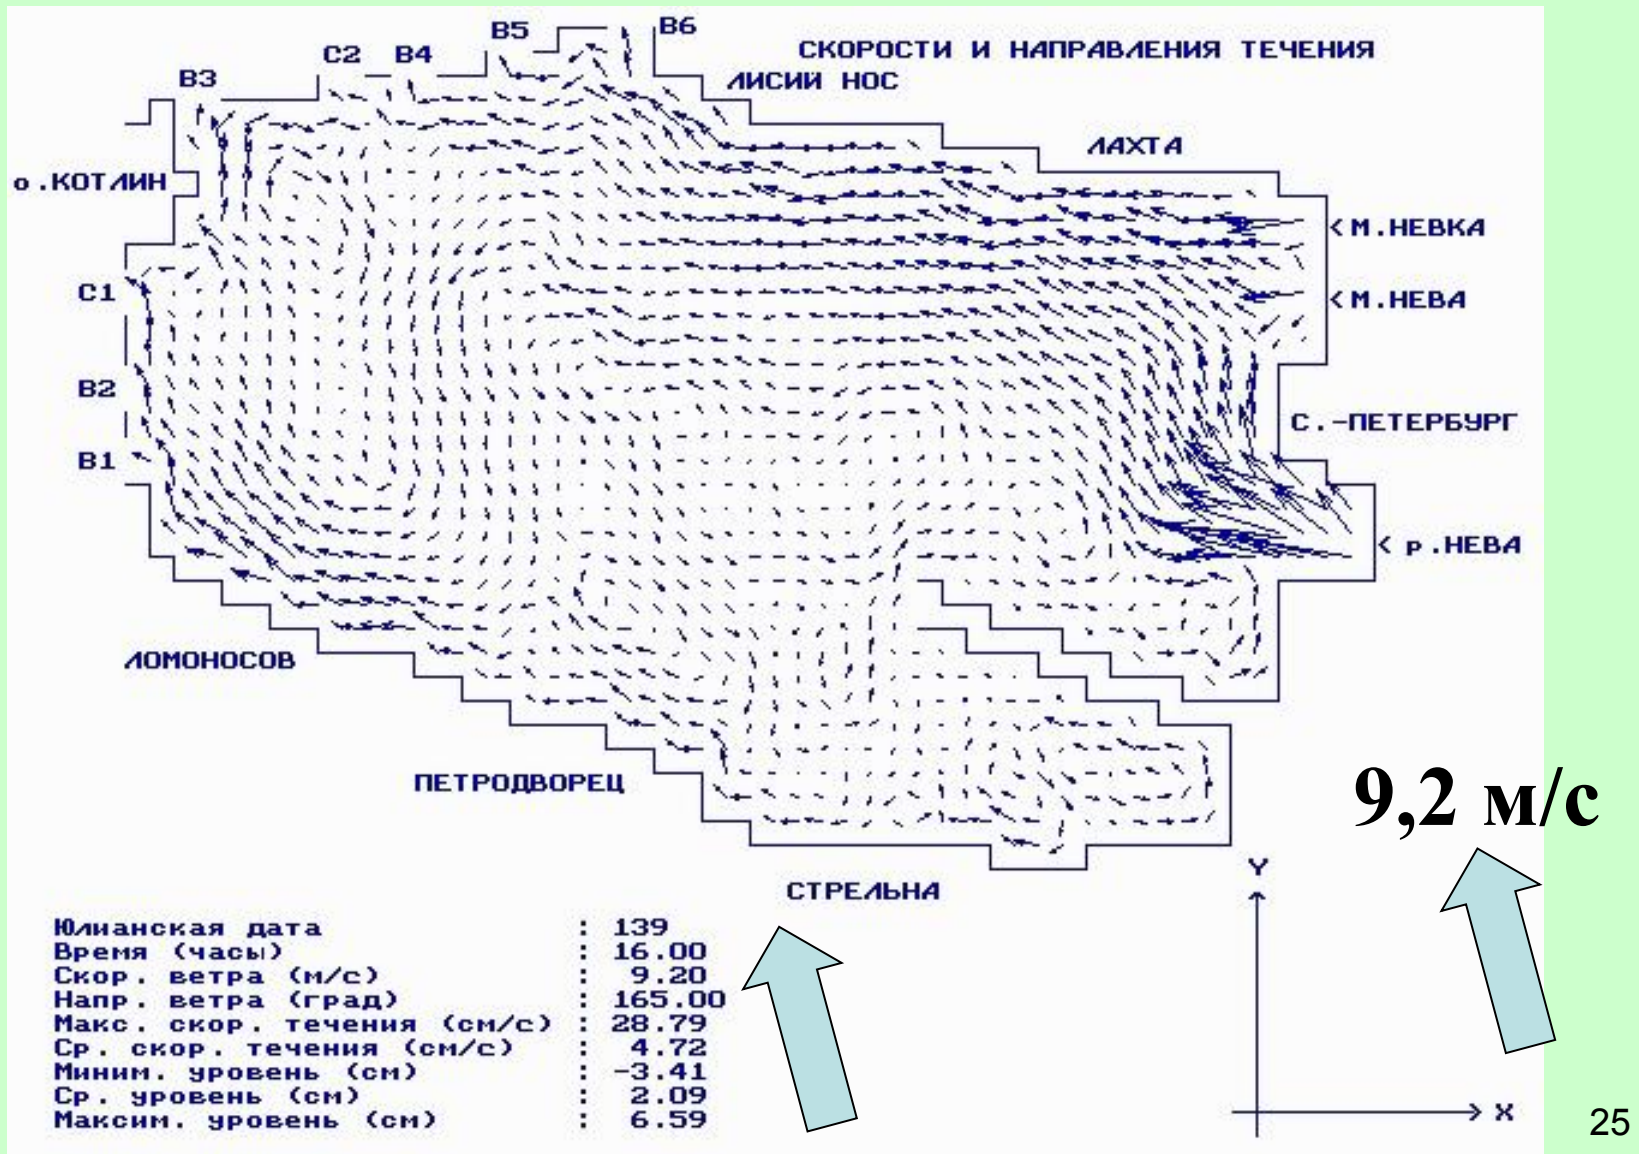 B5
B6
C2
B4
СКОРОСТИ И НАПРАВЛЕНИЯ ТЕЧЕНИЯ
B3
ЛИСИИ НОС
ЛАХТА
о.КОТЛИН
<М.НЕВКА
C1
<М.НЕВА
B2
С.-ПЕТЕРБУРГ
B1
< р.НЕВА
ЛОМОНОСОВ
ПЕТРОДВОРЕЦ
9,2 м/с
СТРЕЛЬНА
Y
Юлианская дата : 139
Время (часы) : 16.00
Скор. ветра (м/с) : 9.20
Напр. ветра (град) : 165.00
Макс. скор. течения (см/с) : 28.79
Ср. скор. течения (см/с) : 4.72
Миним. уровень (см) : -3.41
Ср. уровень (см) : 2.09
Максим. уровень (см) : 6.59
X
25